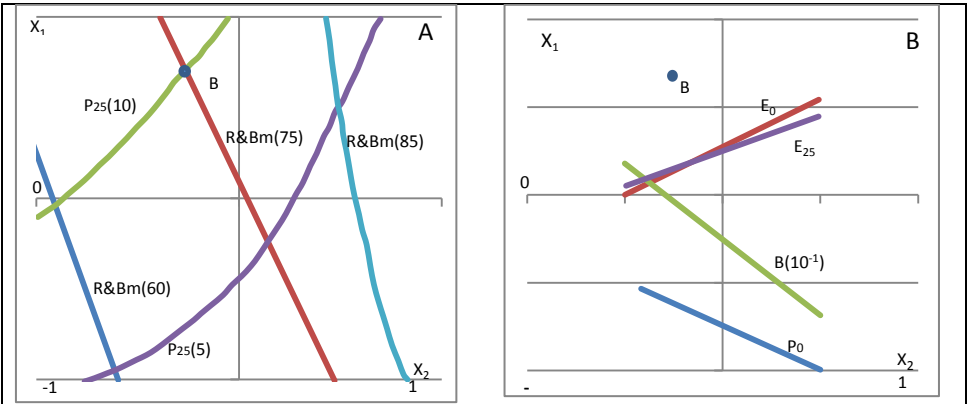 X₁
A
P₂₅(10)
B
R&Bm(75)
R&Bm(85)
0
R&Bm(60)
P₂₅(5)
X₂
-1
1
X₁
B
B
E₀
E₂₅
0
B(10⁻¹)
P₀
X₂
1
-